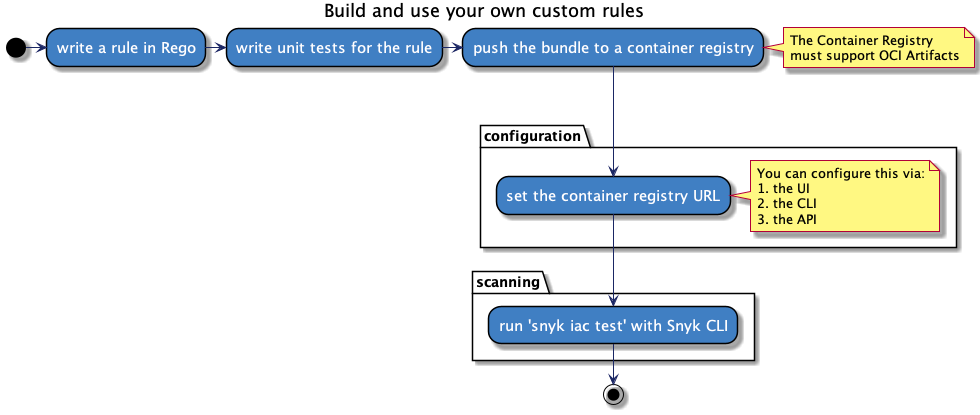 Build and use your own custom rules
write a rule in Rego
write unit tests for the rule
push the bundle to a container registry
The Container Registry
must support OCI Artifacts
configuration
set the container registry URL
You can configure this via:
1. the UI
2. the CLI
3. the API
scanning
run 'snyk iac test' with Snyk CLI